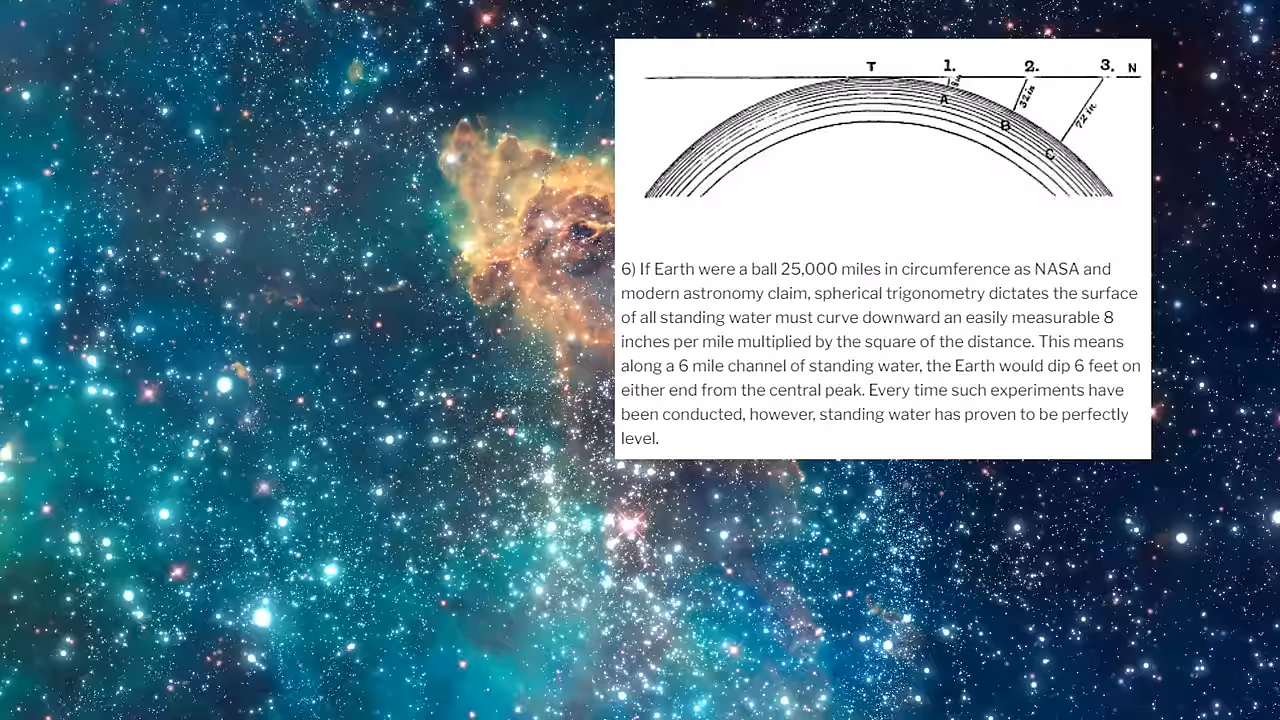 T 1. 2. 3. N
A 32 in
B 72 in
C
6) If Earth were a ball 25,000 miles in circumference as NASA and
modern astronomy claim, spherical trigonometry dictates the surface
of all standing water must curve downward an easily measurable 8
inches per mile multiplied by the square of the distance. This means
along a 6 mile channel of standing water, the Earth would dip 6 feet on
either end from the central peak. Every time such experiments have
been conducted, however, standing water has proven to be perfectly
level.